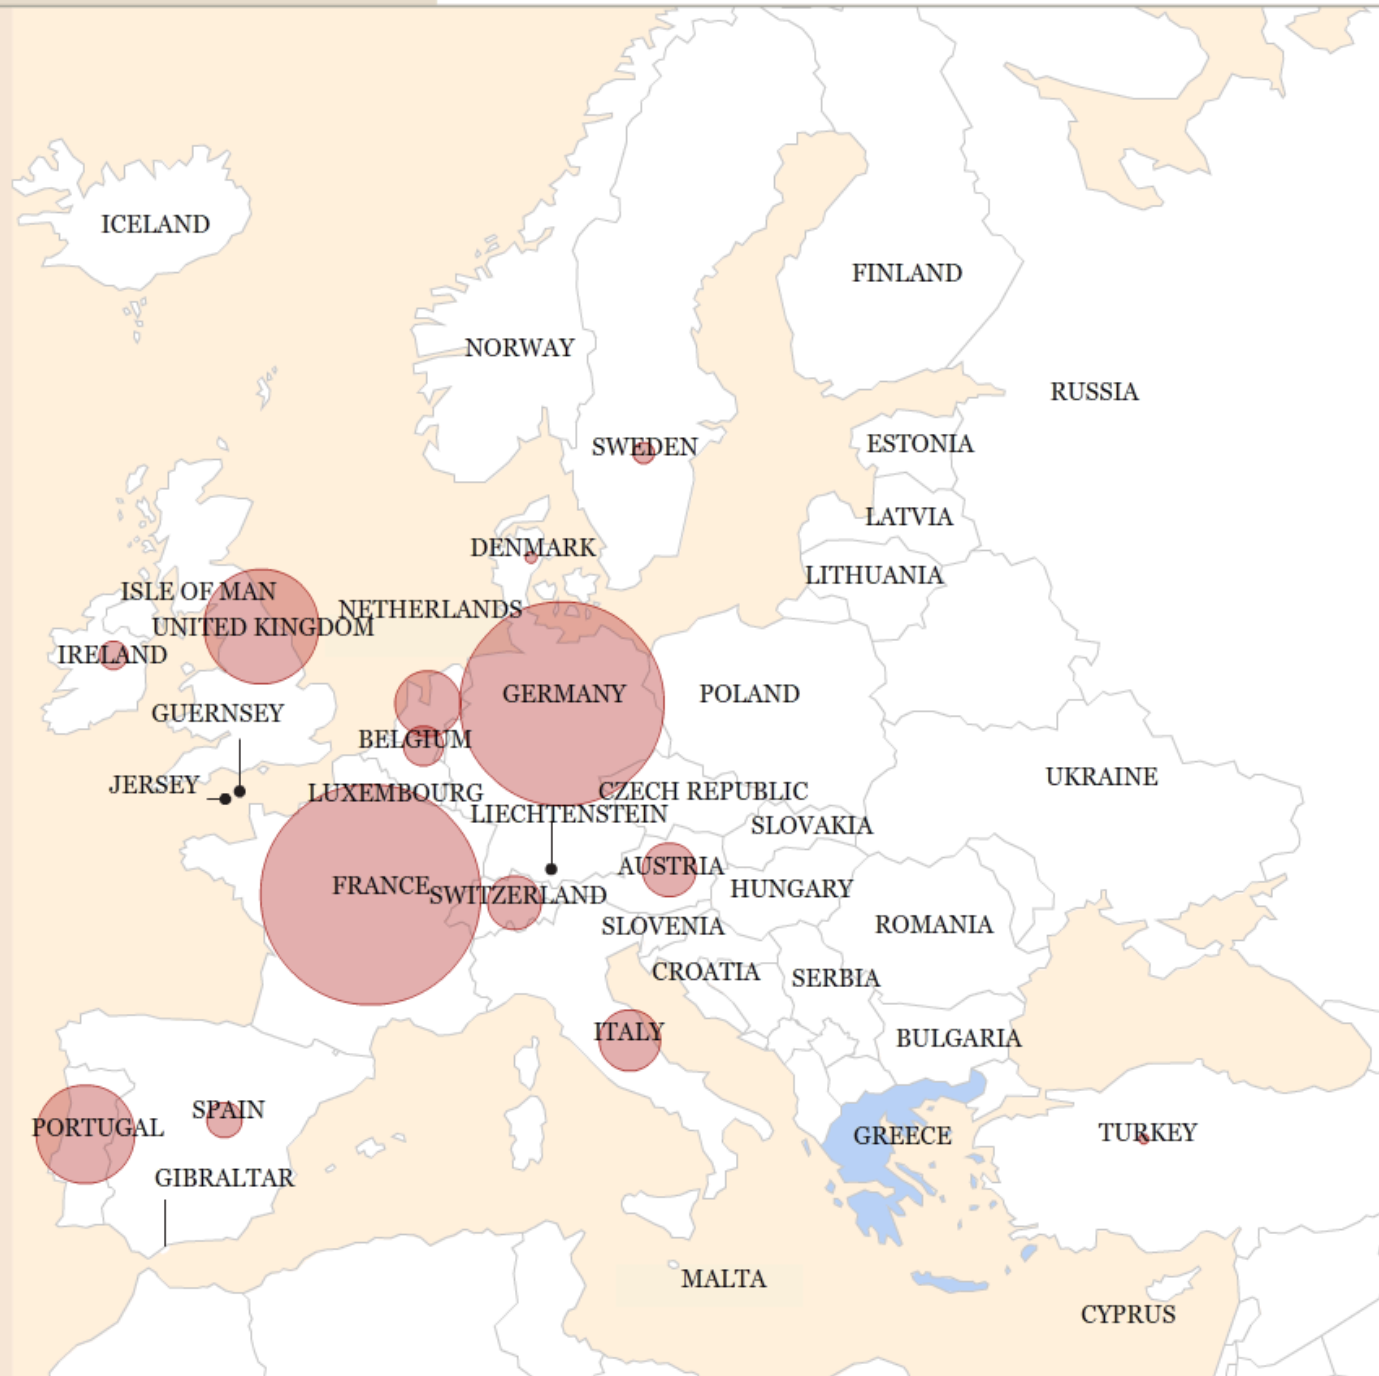 ICELAND
FINLAND
NORWAY
RUSSIA
SWEDEN
ESTONIA
LATVIA
DENMARK
LITHUANIA
ISLE OF MAN
NETHERLANDS
UNITED KINGDOM
IRELAND
GERMANY
POLAND
GUERNSEY
BELGIUM
UKRAINE
JERSEY
LUXEMBOURG
CZECH REPUBLIC
LIECHTENSTEIN
SLOVAKIA
AUSTRIA
FRANCE
SWITZERLAND
HUNGARY
SLOVENIA
ROMANIA
CROATIA
SERBIA
ITALY
BULGARIA
SPAIN
PORTUGAL
GREECE
TURKEY
GIBRALTAR
MALTA
CYPRUS